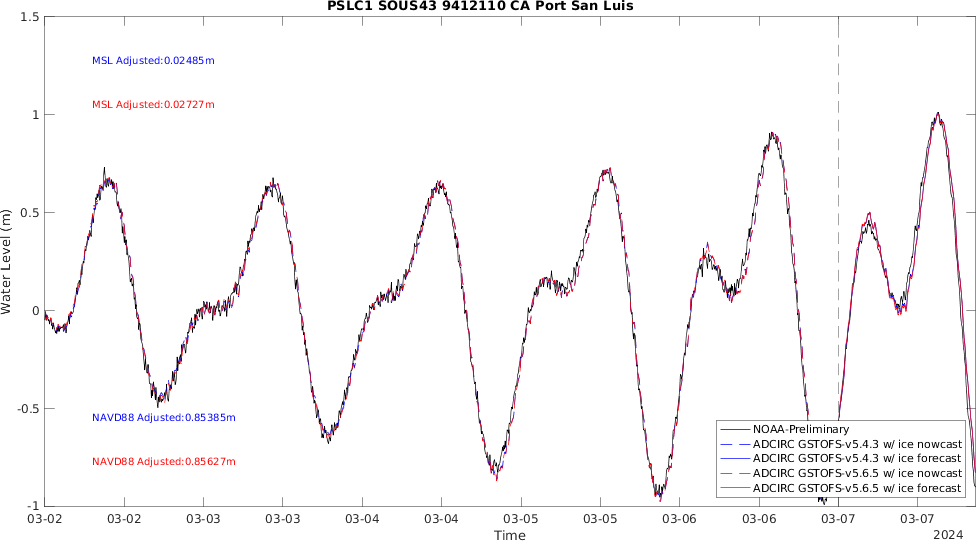 PSLC1 SOUS43 9412110 CA Port San Luis
1.5
MSL Adjusted:0.02485m
MSL Adjusted:0.02727m
1
0.5
Water Level (m)
0
-0.5
NAVD88 Adjusted:0.85385m
NAVD88 Adjusted:0.85627m
NOAA-Preliminary
ADCIRC GSTOFS-v5.4.3 w/ ice nowcast
ADCIRC GSTOFS-v5.4.3 w/ ice forecast
ADCIRC GSTOFS-v5.6.5 w/ ice nowcast
ADCIRC GSTOFS-v5.6.5 w/ ice forecast
-1
03-02 03-02 03-03 03-03 03-04 03-04 03-05 03-05 03-06 03-06 03-07 03-07
Time
2024